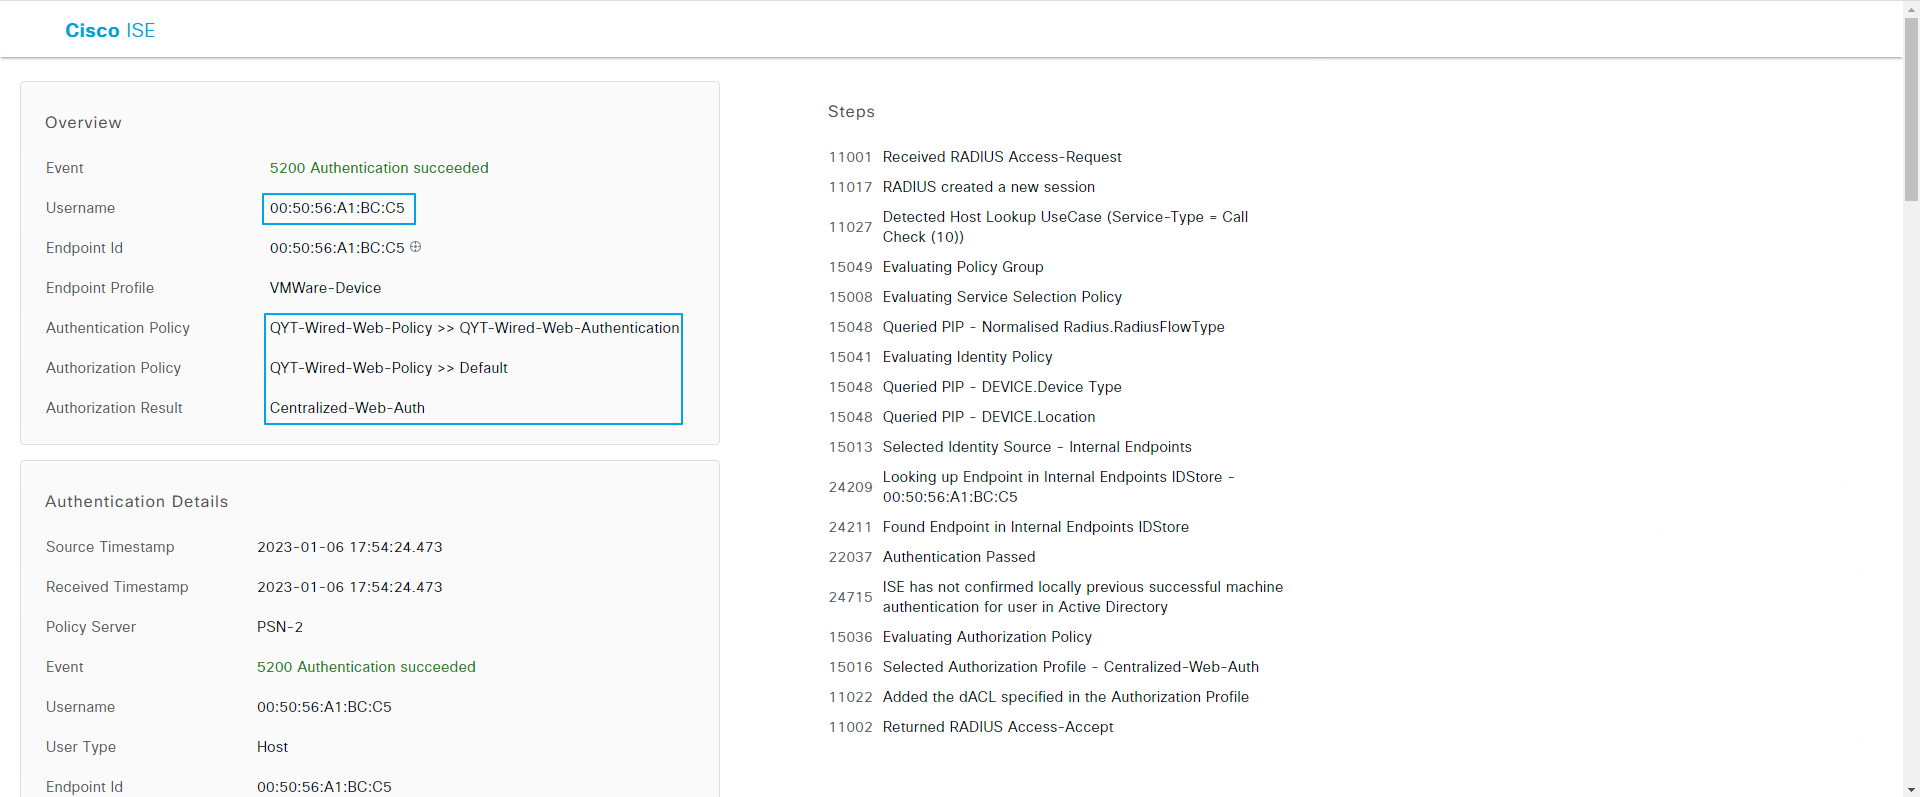 Cisco ISE
Overview
Event 5200 Authentication succeeded
Username 00:50:56:A1:BC:C5
Endpoint Id 00:50:56:A1:BC:C5
Endpoint Profile VMWare-Device
Authentication Policy QYT-Wired-Web-Policy >> QYT-Wired-Web-Authentication
Authorization Policy QYT-Wired-Web-Policy >> Default
Authorization Result Centralized-Web-Auth
Authentication Details
Source Timestamp 2023-01-06 17:54:24.473
Received Timestamp 2023-01-06 17:54:24.473
Policy Server PSN-2
Event 5200 Authentication succeeded
Username 00:50:56:A1:BC:C5
User Type Host
Endpoint Id 00:50:56:A1:BC:C5
Steps
11001 Received RADIUS Access-Request
11017 RADIUS created a new session
11027 Detected Host Lookup UseCase (Service-Type = Call
Check (10))
15049 Evaluating Policy Group
15008 Evaluating Service Selection Policy
15048 Queried PIP - Normalised Radius.RadiusFlowType
15041 Evaluating Identity Policy
15048 Queried PIP - DEVICE.Device Type
15048 Queried PIP - DEVICE.Location
15013 Selected Identity Source - Internal Endpoints
24209 Looking up Endpoint in Internal Endpoints IDStore -
00:50:56:A1:BC:C5
24211 Found Endpoint in Internal Endpoints IDStore
22037 Authentication Passed
24715 ISE has not confirmed locally previous successful machine
authentication for user in Active Directory
15036 Evaluating Authorization Policy
15016 Selected Authorization Profile - Centralized-Web-Auth
11022 Added the dACL specified in the Authorization Profile
11002 Returned RADIUS Access-Accept